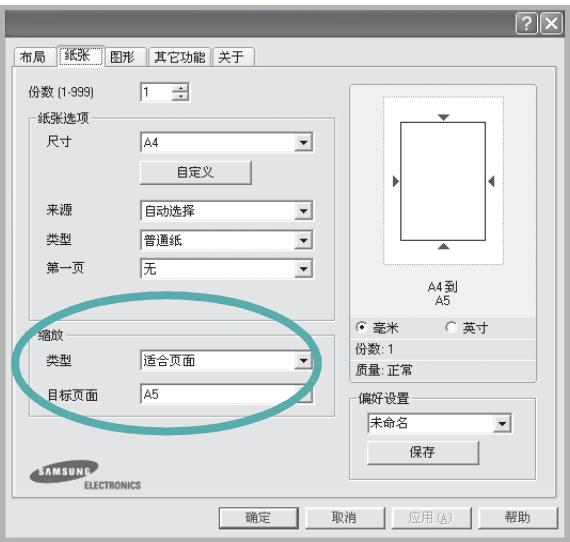 布局 纸张 图形 其它功能 关于
份数 (1-999) 1
纸张选项
尺寸 A4
自定义
来源 自动选择
类型 普通纸
第一页 无
缩放
类型 适合页面
目标页面 A5
SAMSUNG
ELECTRONICS
A4 到
A5
毫米 英寸
份数: 1
质量: 正常
偏好设置
未命名
保存
确定 取消 应用 (A) 帮助